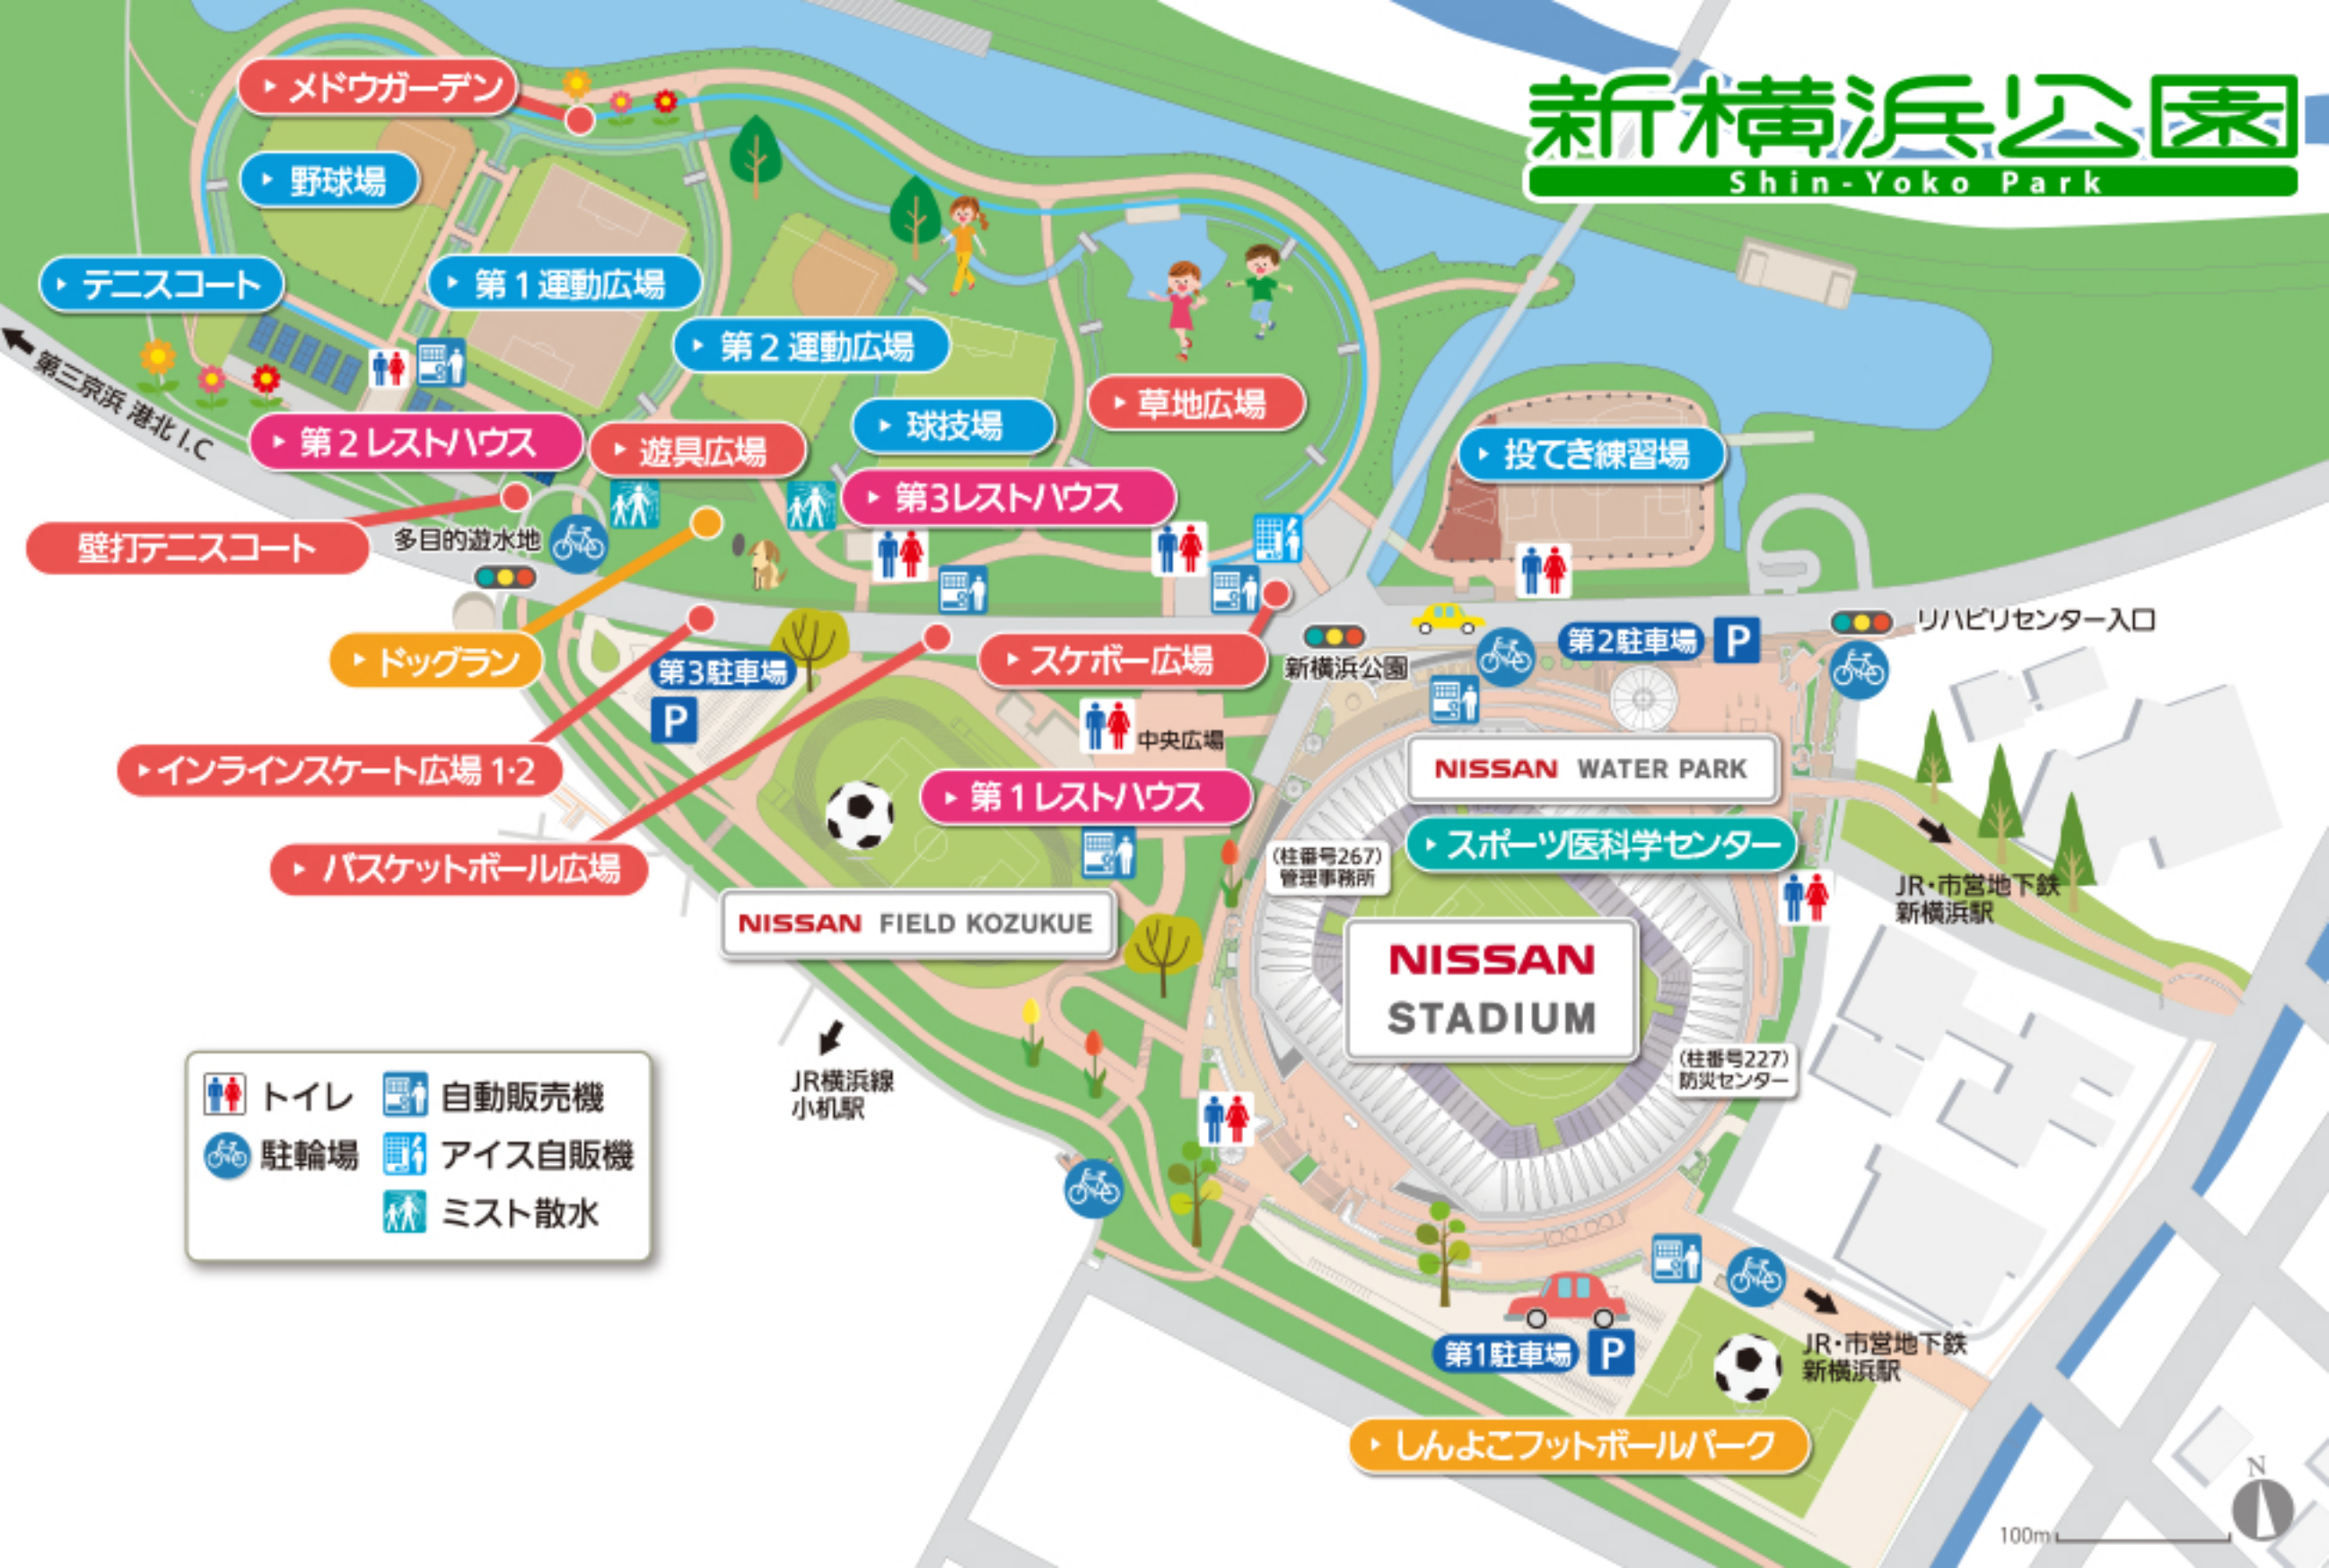 新横浜公園
Shin-Yoko Park
メドウガーデン
野球場
テニスコート
第1運動広場
第2運動広場
球技場
草地広場
第2レストハウス
遊具広場
第3レストハウス
投てき練習場
第三京浜 港北 I.C
壁打テニスコート
多目的遊水地
ドッグラン
第3駐車場
P
スケボー広場
新横浜公園
第2駐車場
P
リハビリセンター入口
インラインスケート広場 1・2
中央広場
第1レストハウス
バスケットボール広場
NISSAN WATER PARK
スポーツ医科学センター
(柱番号267)
管理事務所
NISSAN FIELD KOZUKUE
NISSAN
STADIUM
JR・市営地下鉄
新横浜駅
(柱番号227)
防災センター
JR横浜線
小机駅
トイレ
自動販売機
駐輪場
アイス自販機
ミスト散水
第1駐車場
P
JR・市営地下鉄
新横浜駅
しんよこフットボールパーク
N
100m